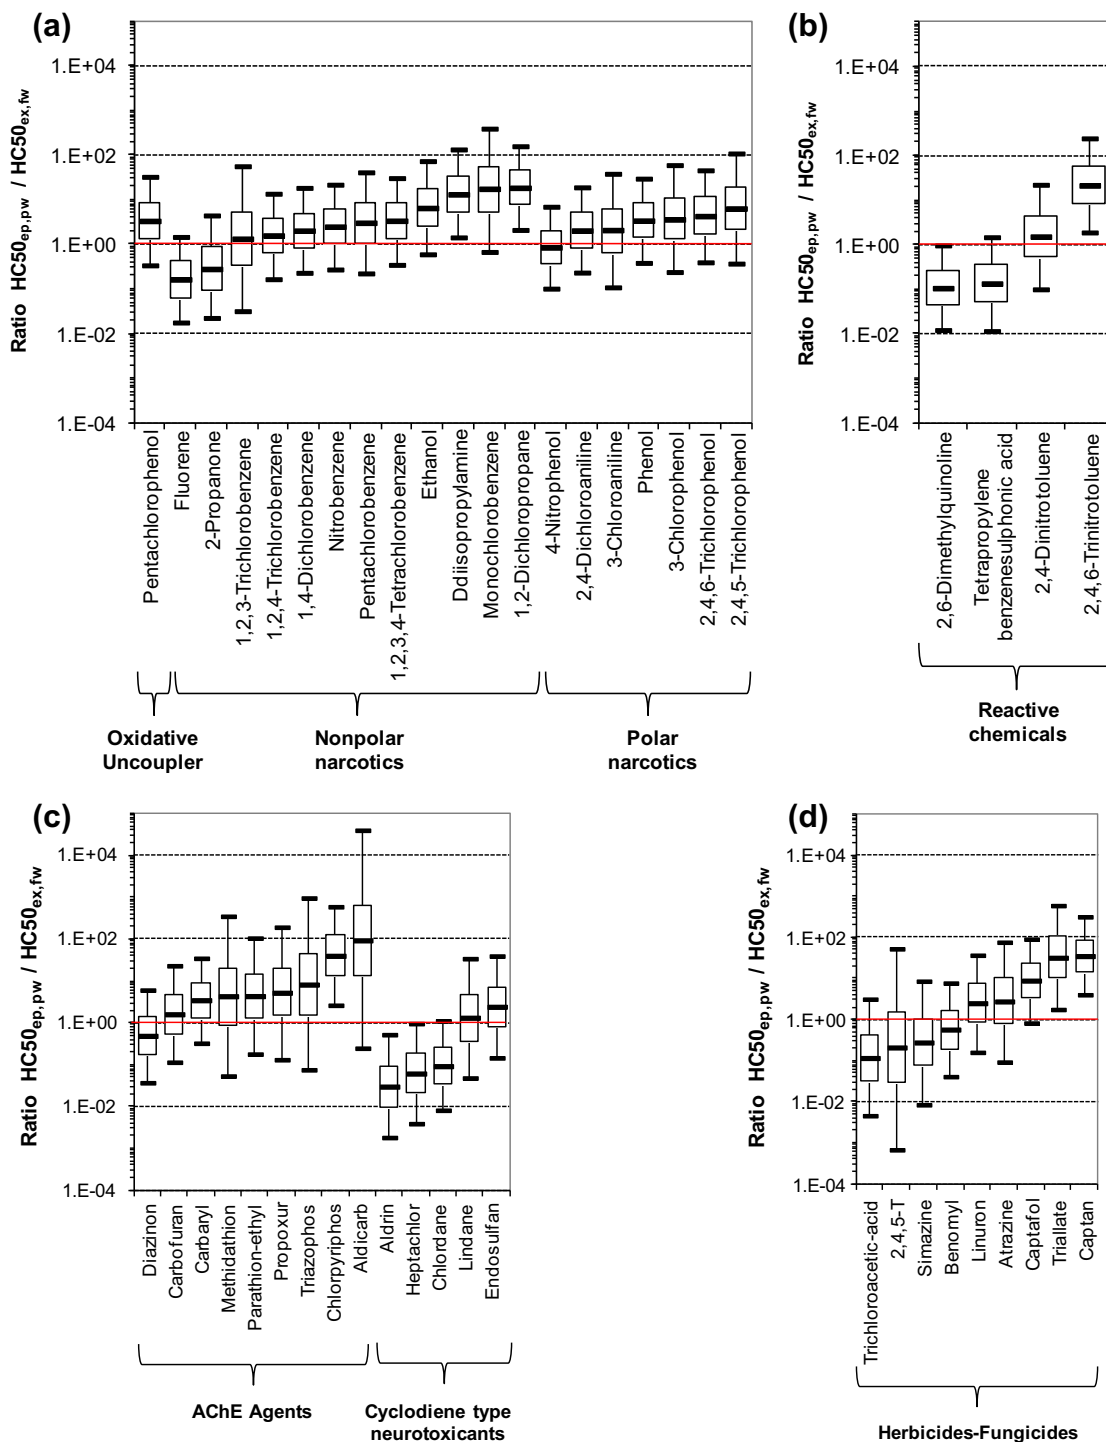 (a)
Ratio HC50ep,pw / HC50ex,fw
1.E+04
1.E+02
1.E+00
1.E-02
1.E-04
Pentachlorophenol
Fluorene
2-Propanone
1,2,3-Trichlorobenzene
1,2,4-Trichlorobenzene
1,4-Dichlorobenzene
Nitrobenzene
Pentachlorobenzene
1,2,3,4-Tetrachlorobenzene
Ethanol
Ddiisopropylamine
Monochlorobenzene
1,2-Dichloropropane
4-Nitrophenol
2,4-Dichloroaniline
3-Chloroaniline
Phenol
3-Chlorophenol
2,4,6-Trichlorophenol
2,4,5-Trichlorophenol
Oxidative
Uncoupler
Nonpolar
narcotics
Polar
narcotics
(b)
Ratio HC50ep,pw / HC50ex,fw
1.E+04
1.E+02
1.E+00
1.E-02
1.E-04
2,6-Dimethylquinoline
Tetrapropylene
benzenesulphonic acid
2,4-Dinitrotoluene
2,4,6-Trinitrotoluene
Reactive
chemicals
(c)
Ratio HC50ep,pw / HC50ex,fw
1.E+04
1.E+02
1.E+00
1.E-02
1.E-04
Diazinon
Carbofuran
Carbaryl
Methidathion
Parathion-ethyl
Propoxur
Triazophos
Chlorpyriphos
Aldicarb
Aldrin
Heptachlor
Chlordane
Lindane
Endosulfan
AChE Agents
Cyclodiene type
neurotoxicants
(d)
Ratio HC50ep,pw / HC50ex,fw
1.E+04
1.E+02
1.E+00
1.E-02
1.E-04
Trichloroacetic-acid
2,4,5-T
Simazine
Benomyl
Linuron
Atrazine
Captafol
Triallate
Captan
Herbicides-Fungicides